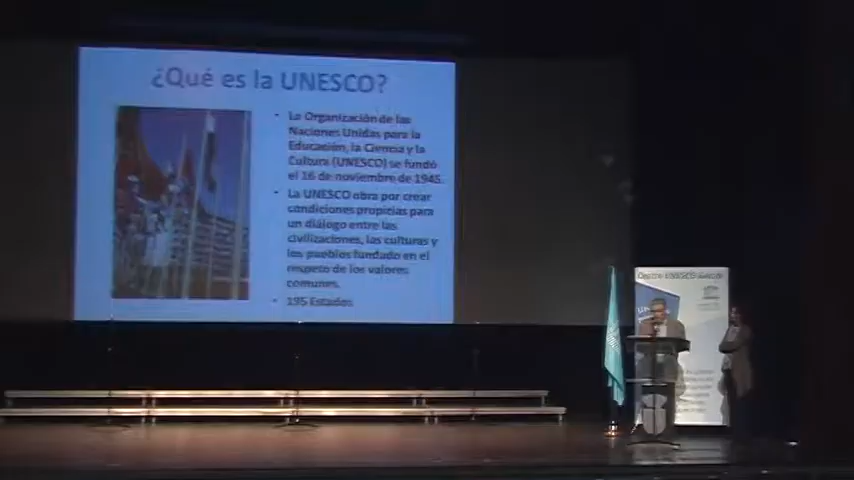 ¿Qué es la UNESCO?
• La Organización de las
Naciones Unidas para la
Educación, la Ciencia y la
Cultura (UNESCO) se fundó
el 16 de noviembre de 1945.
• La UNESCO obra por crear
condiciones propicias para
un diálogo entre las
civilizaciones, las culturas y
los pueblos fundado en el
respeto de los valores
comunes.
• 195 Estados
Centro UNESCO